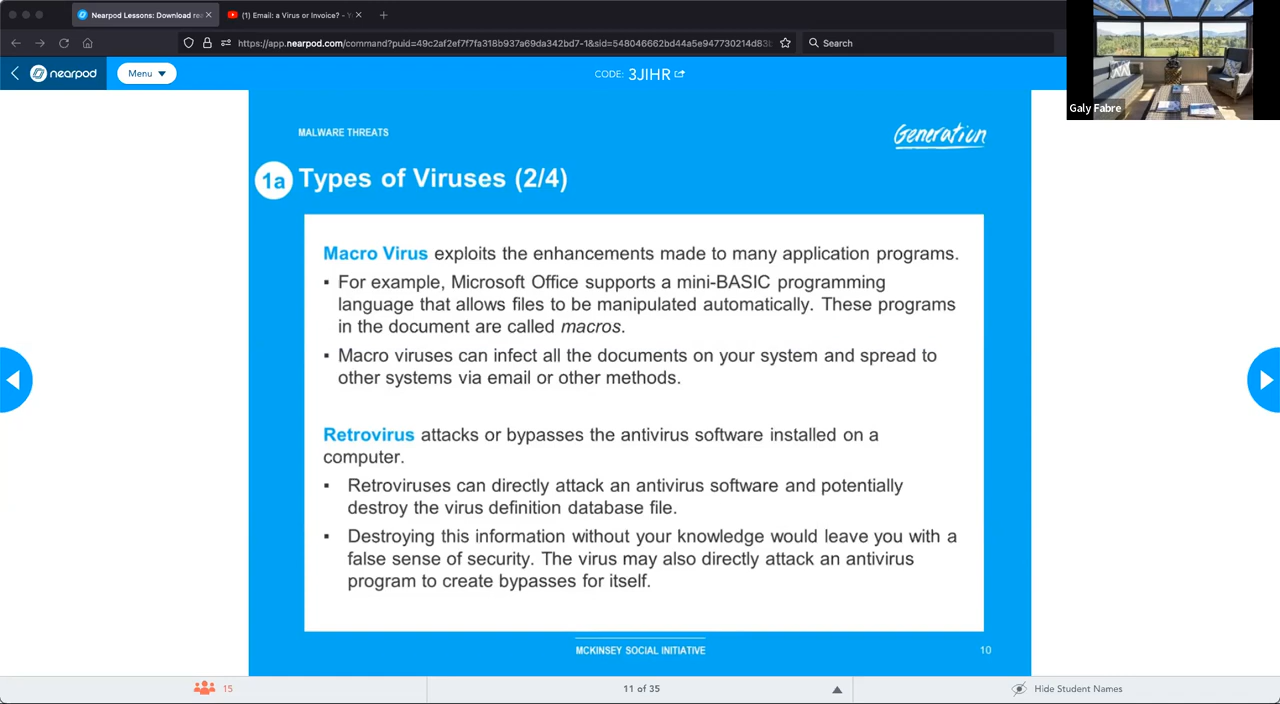 Nearpod Lessons: Download rea
(1) Email: a Virus or Invoice? - Y
https://app.nearpod.com/command?puid=49c2af2ef7f7fa318b937a69da342bd7-1&sid=548046662bd44a5e947730214d83b
Search
nearpod
Menu
CODE: 3JIHR
Galy Fabre
MALWARE THREATS
Generation
1a Types of Viruses (2/4)
Macro Virus exploits the enhancements made to many application programs.
▪ For example, Microsoft Office supports a mini-BASIC programming
language that allows files to be manipulated automatically. These programs
in the document are called macros.
▪ Macro viruses can infect all the documents on your system and spread to
other systems via email or other methods.
Retrovirus attacks or bypasses the antivirus software installed on a
computer.
▪ Retroviruses can directly attack an antivirus software and potentially
destroy the virus definition database file.
▪ Destroying this information without your knowledge would leave you with a
false sense of security. The virus may also directly attack an antivirus
program to create bypasses for itself.
MCKINSEY SOCIAL INITIATIVE
10
15
11 of 35
Hide Student Names